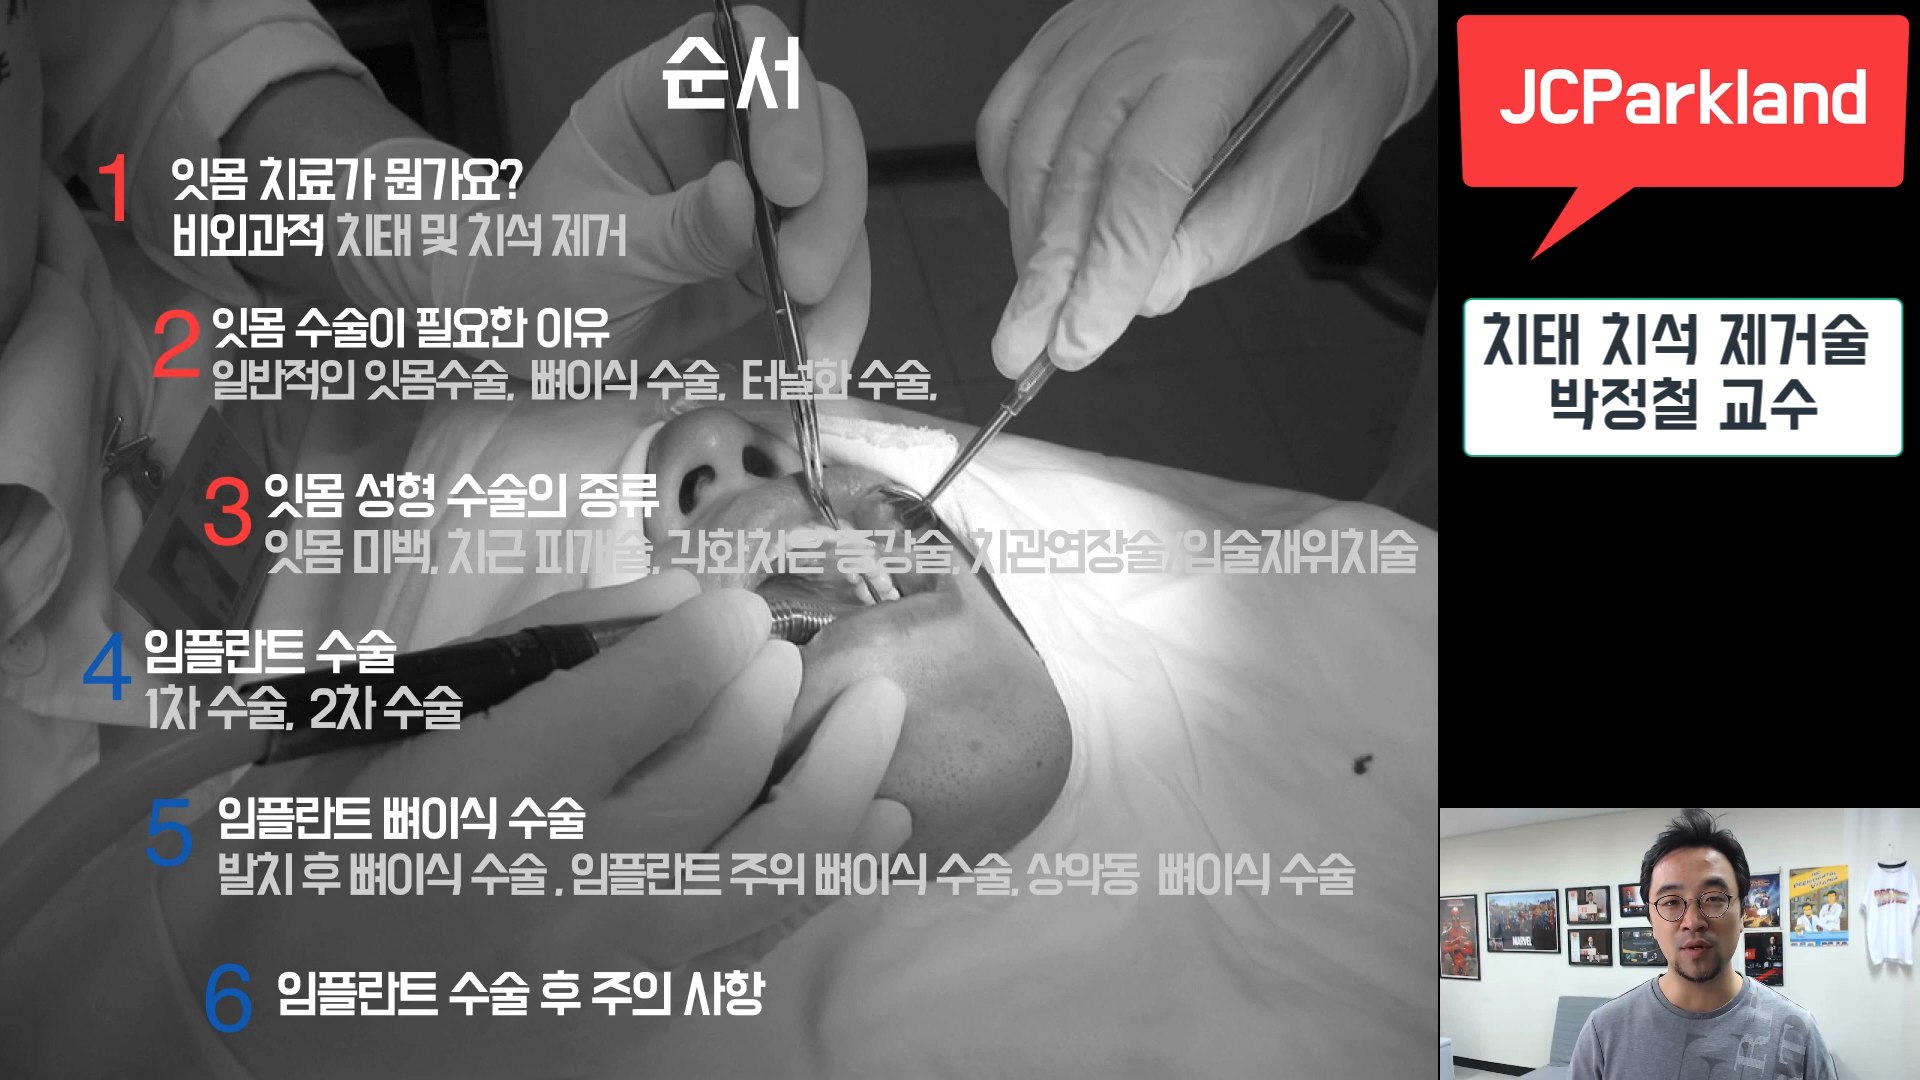 순서
1 잇몸 치료가 뭔가요?
비외과적 치태 및 치석 제거
2 잇몸 수술이 필요한 이유
일반적인 잇몸수술, 뼈이식 수술, 터널화 수술,
3 잇몸 성형 수술의 종류
잇몸 미백, 치근 피개술, 각화치은 증강술, 치관연장술/입술재위치술
4 임플란트 수술
1차 수술, 2차 수술
5 임플란트 뼈이식 수술
발치 후 뼈이식 수술 , 임플란트 주위 뼈이식 수술, 상악동 뼈이식 수술
6 임플란트 수술 후 주의 사항
JCParkland
치태 치석 제거술
박정철 교수
MARVEL